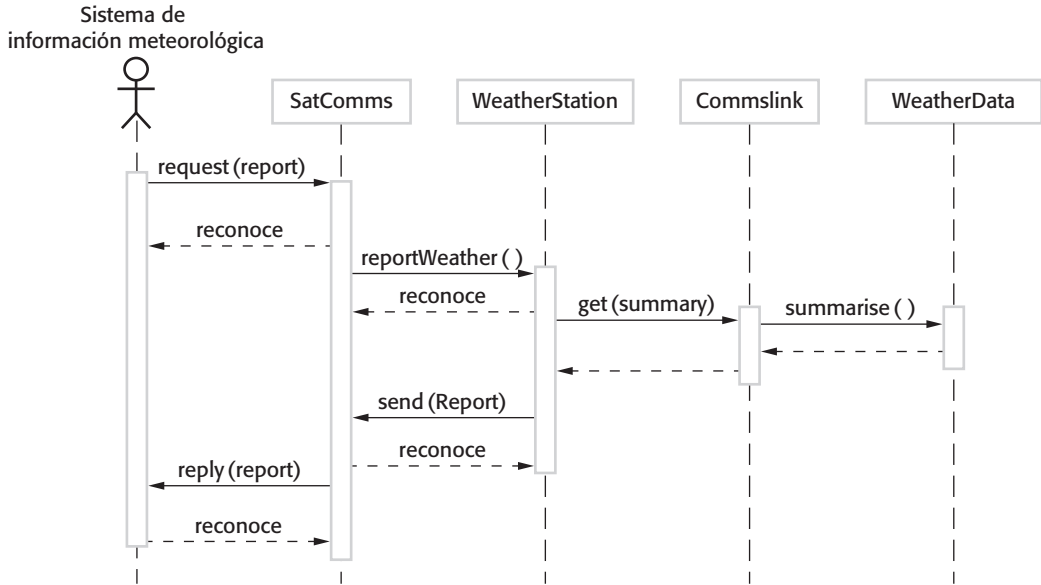 Sistema de
información meteorológica
SatComms
WeatherStation
Commslink
WeatherData
request (report)
reconoce
reportWeather ( )
reconoce
get (summary)
summarise ( )
send (Report)
reconoce
reply (report)
reconoce